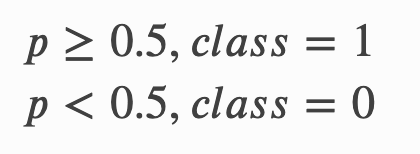 p ≥ 0.5, class = 1
p < 0.5, class = 0